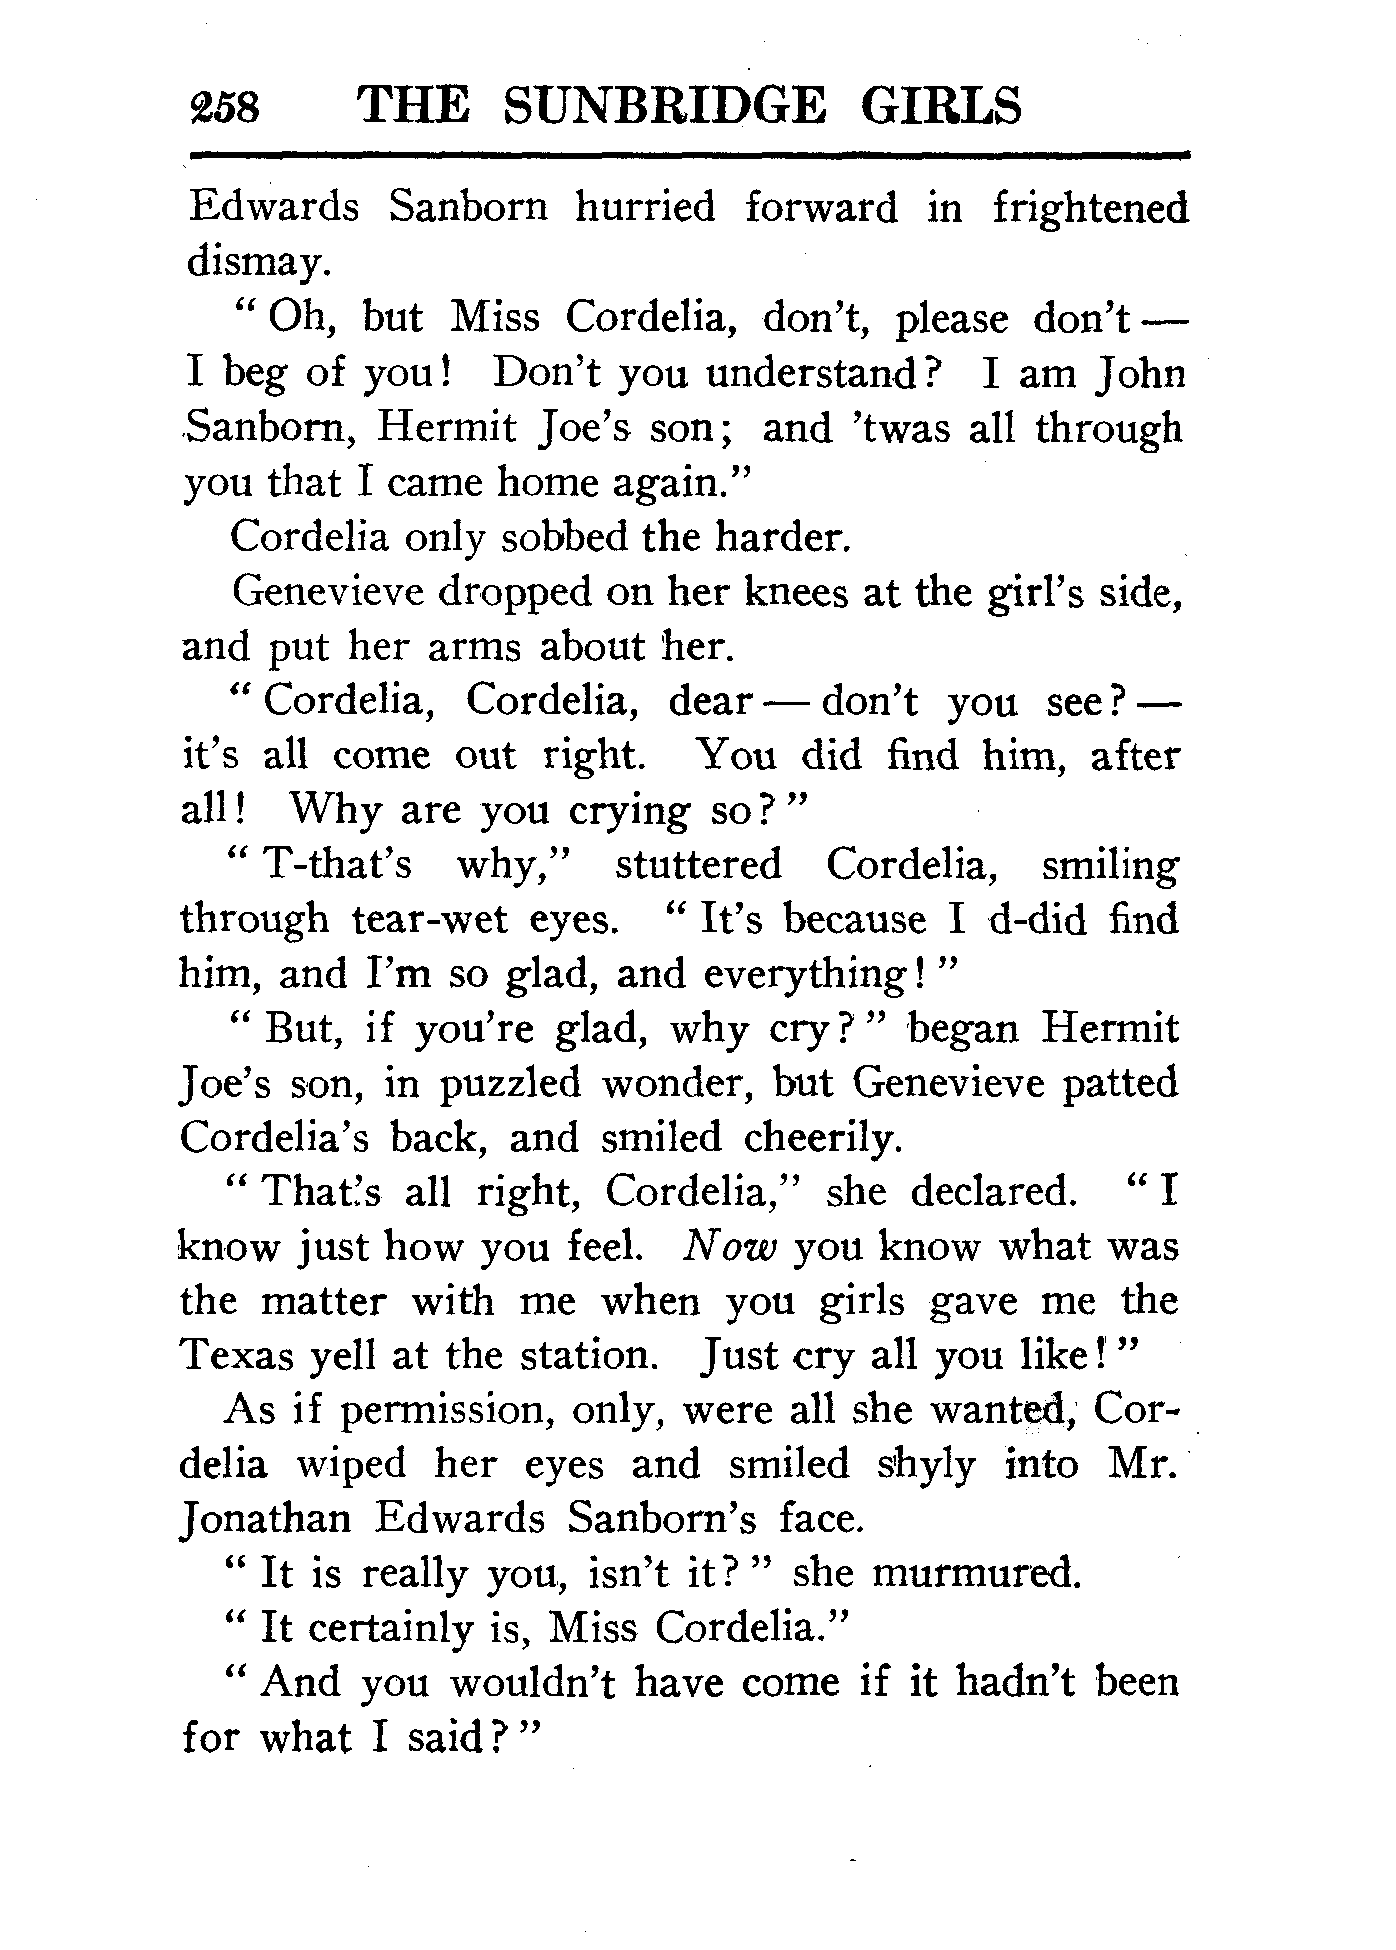 258 THE SUNBRIDGE GIRLS
Edwards Sanborn hurried forward in frightened
dismay.
" Oh, but Miss Cordelia, don't, please don't —
I beg of you! Don't you understand? I am John
Sanborn, Hermit Joe's son; and 'twas all through
you that I came home again."
Cordelia only sobbed the harder.
Genevieve dropped on her knees at the girl's side,
and put her arms about her.
" Cordelia, Cordelia, dear — don't you see? —
it's all come out right. You did find him, after
all! Why are you crying so? "
" T-that's why," stuttered Cordelia, smiling
through tear-wet eyes. " It's because I d-did find
him, and I'm so glad, and everything! "
" But, if you're glad, why cry? " began Hermit
Joe's son, in puzzled wonder, but Genevieve patted
Cordelia's back, and smiled cheerily.
" That's all right, Cordelia," she declared. " I
know just how you feel. Now you know what was
the matter with me when you girls gave me the
Texas yell at the station. Just cry all you like! "
As if permission, only, were all she wanted, Cor-
delia wiped her eyes and smiled shyly into Mr.
Jonathan Edwards Sanborn's face.
" It is really you, isn't it? " she murmured.
" It certainly is, Miss Cordelia."
" And you wouldn't have come if it hadn't been
for what I said? "